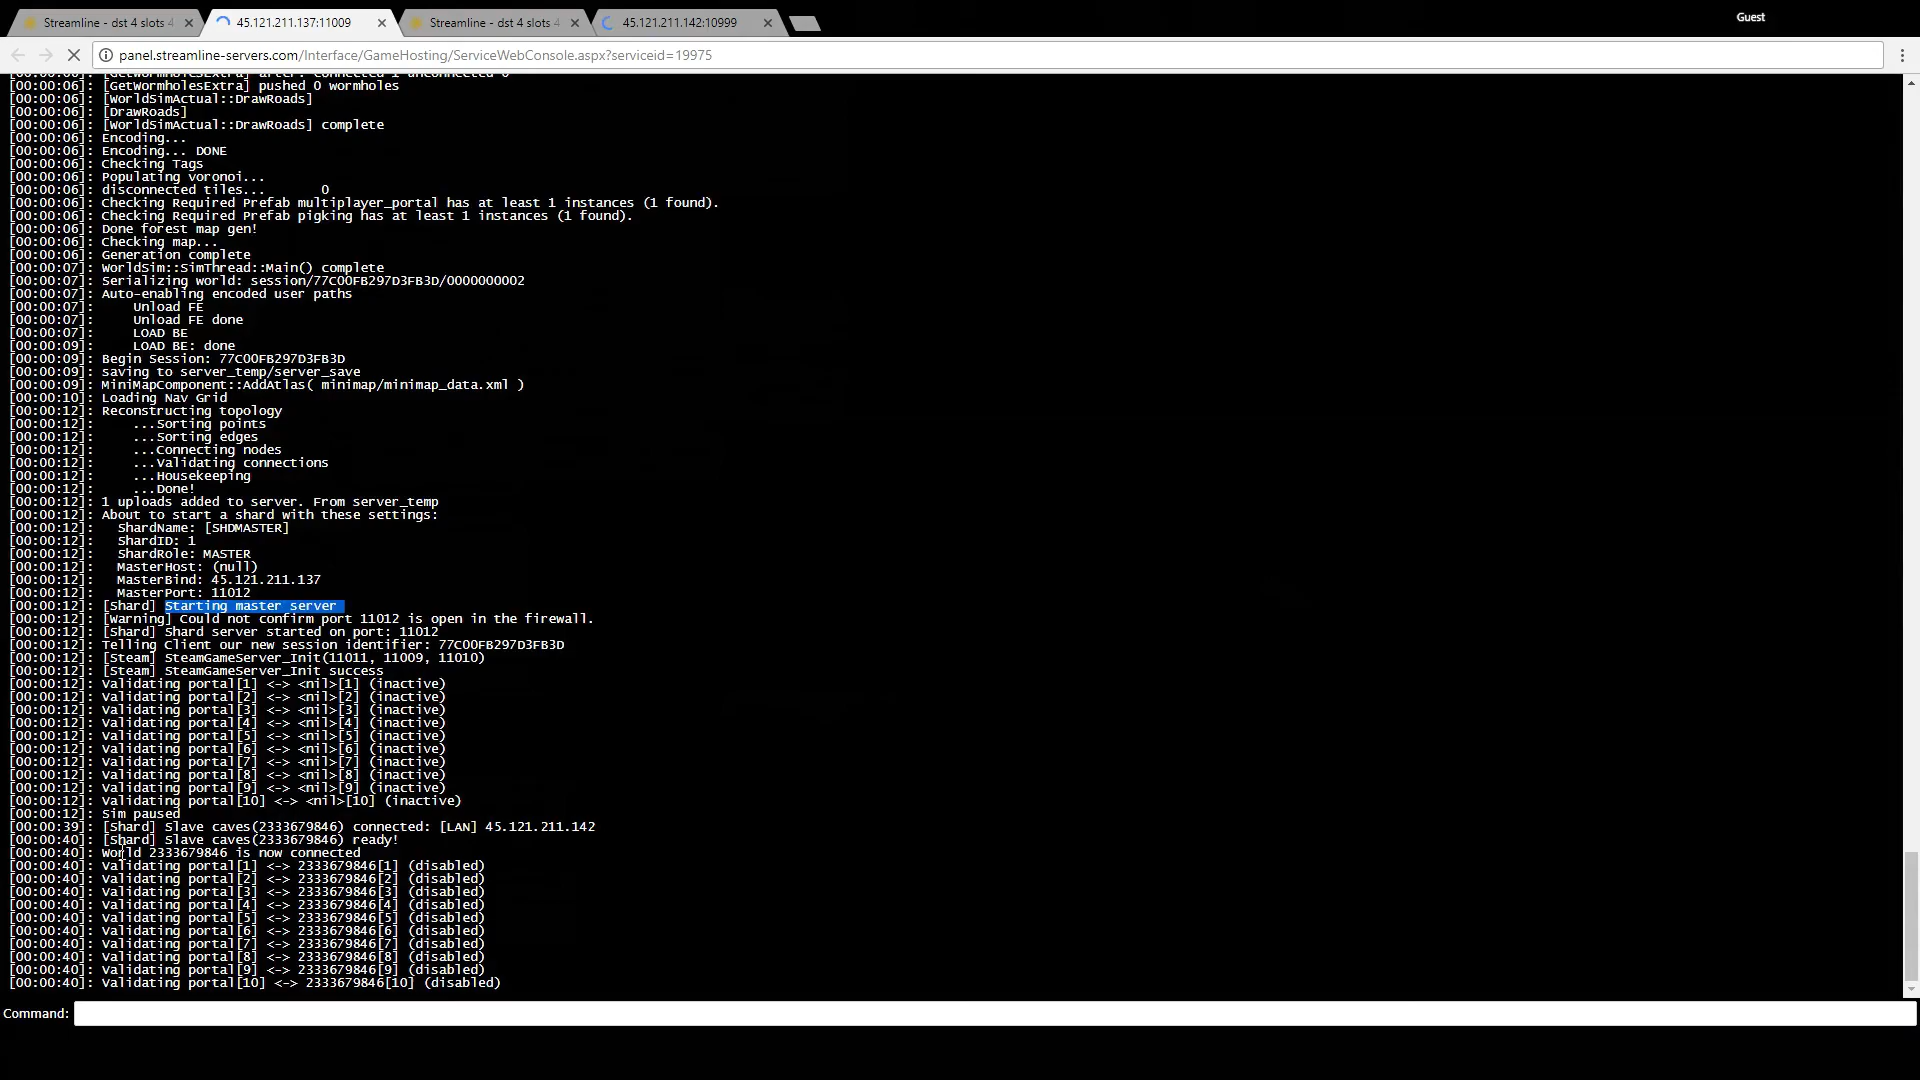 Streamline - dst 4 slots 4
45.121.211.137:11009
Streamline - dst 4 slots 4
45.121.211.142:10999
Guest
panel.streamline-servers.com/Interface/GameHosting/ServiceWebConsole.aspx?serviceid=19975
[00:00:06]: [GetWormholesExtra] after: connected 1 unconnected 0
[00:00:06]: [GetWormholesExtra] pushed 0 wormholes
[00:00:06]: [WorldSimActual::DrawRoads]
[00:00:06]: [DrawRoads]
[00:00:06]: [WorldSimActual::DrawRoads] complete
[00:00:06]: Encoding...
[00:00:06]: Encoding... DONE
[00:00:06]: Checking Tags
[00:00:06]: Populating voronoi...
[00:00:06]: disconnected tiles... 0
[00:00:06]: Checking Required Prefab multiplayer_portal has at least 1 instances (1 found).
[00:00:06]: Checking Required Prefab pigking has at least 1 instances (1 found).
[00:00:06]: Done forest map gen!
[00:00:06]: Checking map...
[00:00:06]: Generation complete
[00:00:07]: WorldSim::SimThread::Main() complete
[00:00:07]: Serializing world: session/77C00FB297D3FB3D/0000000002
[00:00:07]: Auto-enabling encoded user paths
[00:00:07]: Unload FE
[00:00:07]: Unload FE done
[00:00:07]: LOAD BE
[00:00:09]: LOAD BE: done
[00:00:09]: Begin Session: 77C00FB297D3FB3D
[00:00:09]: saving to server_temp/server_save
[00:00:09]: MiniMapComponent::AddAtlas( minimap/minimap_data.xml )
[00:00:10]: Loading Nav Grid
[00:00:12]: Reconstructing topology
[00:00:12]: ...Sorting points
[00:00:12]: ...Sorting edges
[00:00:12]: ...Connecting nodes
[00:00:12]: ...Validating connections
[00:00:12]: ...Housekeeping
[00:00:12]: ...Done!
[00:00:12]: 1 uploads added to server. From server_temp
[00:00:12]: About to start a shard with these settings:
[00:00:12]: ShardName: [SHDMASTER]
[00:00:12]: ShardID: 1
[00:00:12]: ShardRole: MASTER
[00:00:12]: MasterHost: (null)
[00:00:12]: MasterBind: 45.121.211.137
[00:00:12]: MasterPort: 11012
[00:00:12]: [Shard] Starting master server
[00:00:12]: [Warning] Could not confirm port 11012 is open in the firewall.
[00:00:12]: [Shard] Shard server started on port: 11012
[00:00:12]: Telling Client our new session identifier: 77C00FB297D3FB3D
[00:00:12]: [Steam] SteamGameServer_Init(11011, 11009, 11010)
[00:00:12]: [Steam] SteamGameServer_Init success
[00:00:12]: Validating portal[1] <-> <nil>[1] (inactive)
[00:00:12]: Validating portal[2] <-> <nil>[2] (inactive)
[00:00:12]: Validating portal[3] <-> <nil>[3] (inactive)
[00:00:12]: Validating portal[4] <-> <nil>[4] (inactive)
[00:00:12]: Validating portal[5] <-> <nil>[5] (inactive)
[00:00:12]: Validating portal[6] <-> <nil>[6] (inactive)
[00:00:12]: Validating portal[7] <-> <nil>[7] (inactive)
[00:00:12]: Validating portal[8] <-> <nil>[8] (inactive)
[00:00:12]: Validating portal[9] <-> <nil>[9] (inactive)
[00:00:12]: Validating portal[10] <-> <nil>[10] (inactive)
[00:00:12]: Sim paused
[00:00:39]: [Shard] Slave caves(2333679846) connected: [LAN] 45.121.211.142
[00:00:40]: [Shard] Slave caves(2333679846) ready!
[00:00:40]: World 2333679846 is now connected
[00:00:40]: Validating portal[1] <-> 2333679846[1] (disabled)
[00:00:40]: Validating portal[2] <-> 2333679846[2] (disabled)
[00:00:40]: Validating portal[3] <-> 2333679846[3] (disabled)
[00:00:40]: Validating portal[4] <-> 2333679846[4] (disabled)
[00:00:40]: Validating portal[5] <-> 2333679846[5] (disabled)
[00:00:40]: Validating portal[6] <-> 2333679846[6] (disabled)
[00:00:40]: Validating portal[7] <-> 2333679846[7] (disabled)
[00:00:40]: Validating portal[8] <-> 2333679846[8] (disabled)
[00:00:40]: Validating portal[9] <-> 2333679846[9] (disabled)
[00:00:40]: Validating portal[10] <-> 2333679846[10] (disabled)
Command: